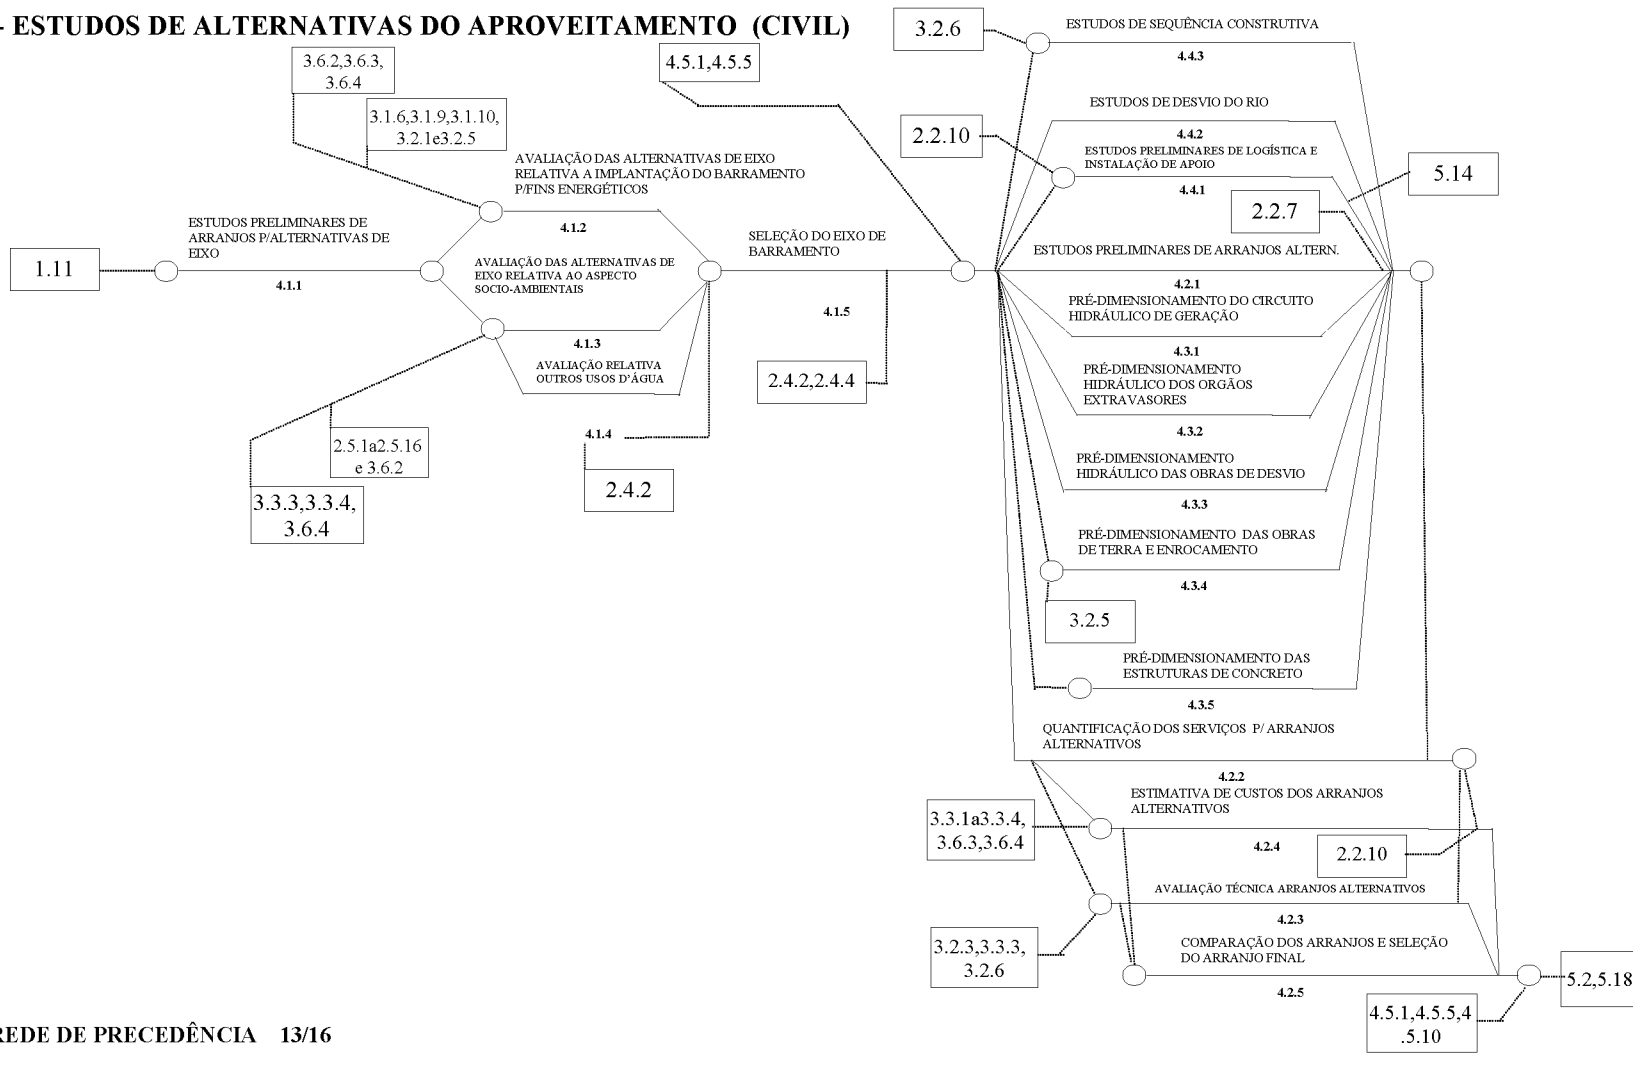 - ESTUDOS DE ALTERNATIVAS DO APROVEITAMENTO (CIVIL)
3.6.2,3.6.3,
3.6.4
3.1.6,3.1.9,3.1.10,
3.2.1e3.2.5
4.5.1,4.5.5
AVALIAÇÃO DAS ALTERNATIVAS DE EIXO
RELATIVA A IMPLANTAÇÃO DO BARRAMENTO
P/FINS ENERGÉTICOS
4.1.2
1.11
ESTUDOS PRELIMINARES DE
ARRANJOS P/ALTERNATIVAS DE
EIXO
4.1.1
AVALIAÇÃO DAS ALTERNATIVAS DE
EIXO RELATIVA AO ASPECTO
SOCIO-AMBIENTAIS
4.1.3
AVALIAÇÃO RELATIVA
OUTROS USOS D'ÁGUA
4.1.4
2.4.2
2.5.1a2.5.16
e 3.6.2
3.3.3,3.3.4,
3.6.4
SELEÇÃO DO EIXO DE
BARRAMENTO
4.1.5
2.4.2,2.4.4
3.2.6
ESTUDOS DE SEQUÊNCIA CONSTRUTIVA
4.4.3
ESTUDOS DE DESVIO DO RIO
4.4.2
2.2.10
ESTUDOS PRELIMINARES DE LOGÍSTICA E
INSTALAÇÃO DE APOIO
4.4.1
5.14
2.2.7
ESTUDOS PRELIMINARES DE ARRANJOS ALTERN.
4.2.1
PRÉ-DIMENSIONAMENTO DO CIRCUITO
HIDRÁULICO DE GERAÇÃO
4.3.1
PRÉ-DIMENSIONAMENTO
HIDRÁULICO DOS ORGÃOS
EXTRAVASORES
4.3.2
PRÉ-DIMENSIONAMENTO
HIDRÁULICO DAS OBRAS DE DESVIO
4.3.3
PRÉ-DIMENSIONAMENTO DAS OBRAS
DE TERRA E ENROCAMENTO
4.3.4
3.2.5
PRÉ-DIMENSIONAMENTO DAS
ESTRUTURAS DE CONCRETO
4.3.5
QUANTIFICAÇÃO DOS SERVIÇOS P/ ARRANJOS
ALTERNATIVOS
4.2.2
ESTIMATIVA DE CUSTOS DOS ARRANJOS
ALTERNATIVOS
3.3.1a3.3.4,
3.6.3,3.6.4
4.2.4
2.2.10
AVALIAÇÃO TÉCNICA ARRANJOS ALTERNATIVOS
4.2.3
3.2.3,3.3.3,
3.2.6
COMPARAÇÃO DOS ARRANJOS E SELEÇÃO
DO ARRANJO FINAL
4.2.5
5.2,5.18
4.5.1,4.5.5,4
.5.10
REDE DE PRECEDÊNCIA 13/16